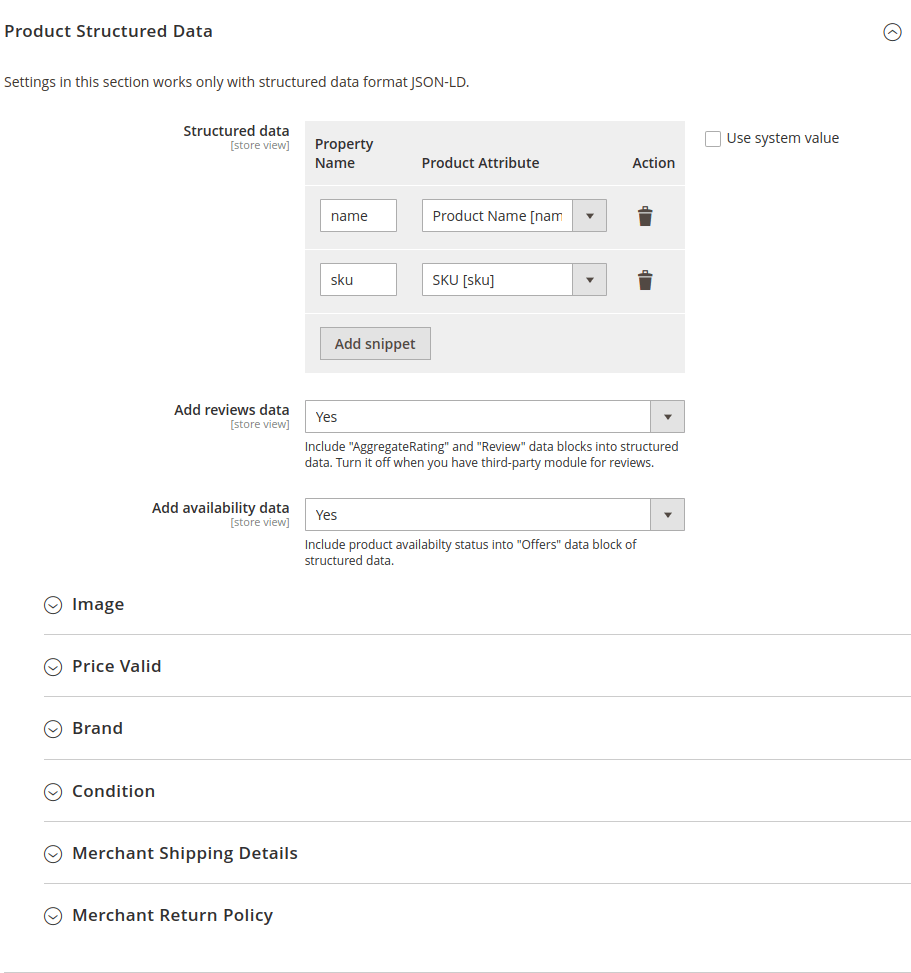 Product Structured Data
Settings in this section works only with structured data format JSON-LD.
Structured data
[store view]
Property
Name
Product Attribute
Action
Use system value
name
Product Name [nam
sku
SKU [sku]
Add snippet
Add reviews data
[store view]
Yes
Include "AggregateRating" and "Review" data blocks into structured
data. Turn it off when you have third-party module for reviews.
Add availability data
[store view]
Yes
Include product availabilty status into "Offers" data block of
structured data.
Image
Price Valid
Brand
Condition
Merchant Shipping Details
Merchant Return Policy